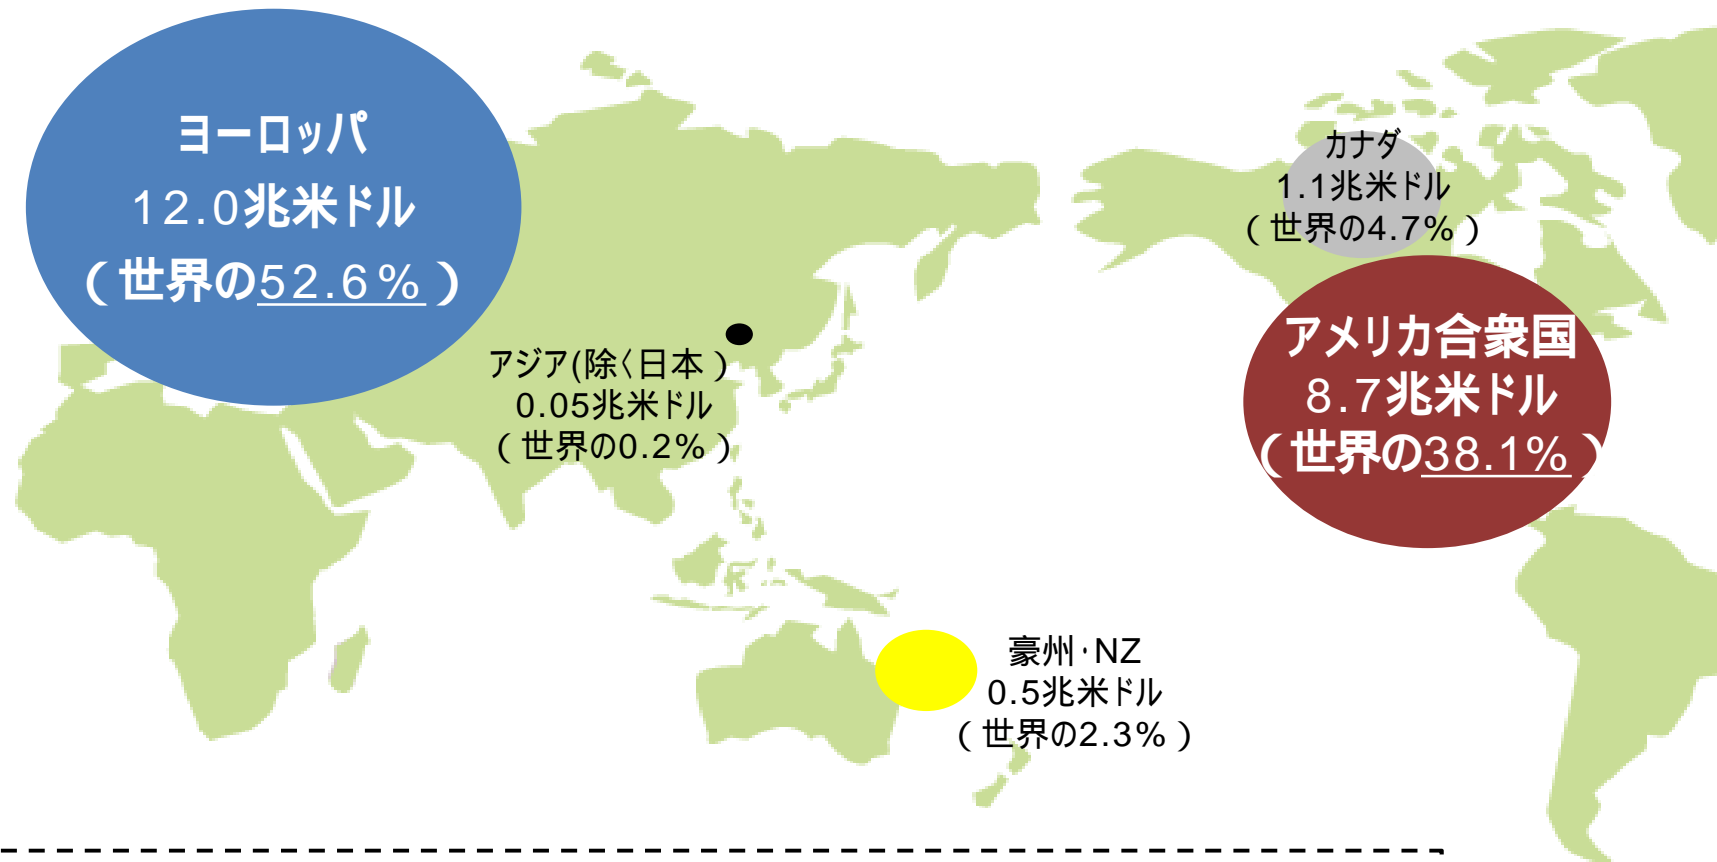 ヨーロッパ
12.0兆米ドル
(世界の52.6%)
カナダ
1.1兆米ドル
(世界の4.7%)
アメリカ合衆国
8.7兆米ドル
(世界の38.1%)
アジア(除く日本)
0.05兆米ドル
(世界の0.2%)
豪州・NZ
0.5兆米ドル
(世界の2.3%)